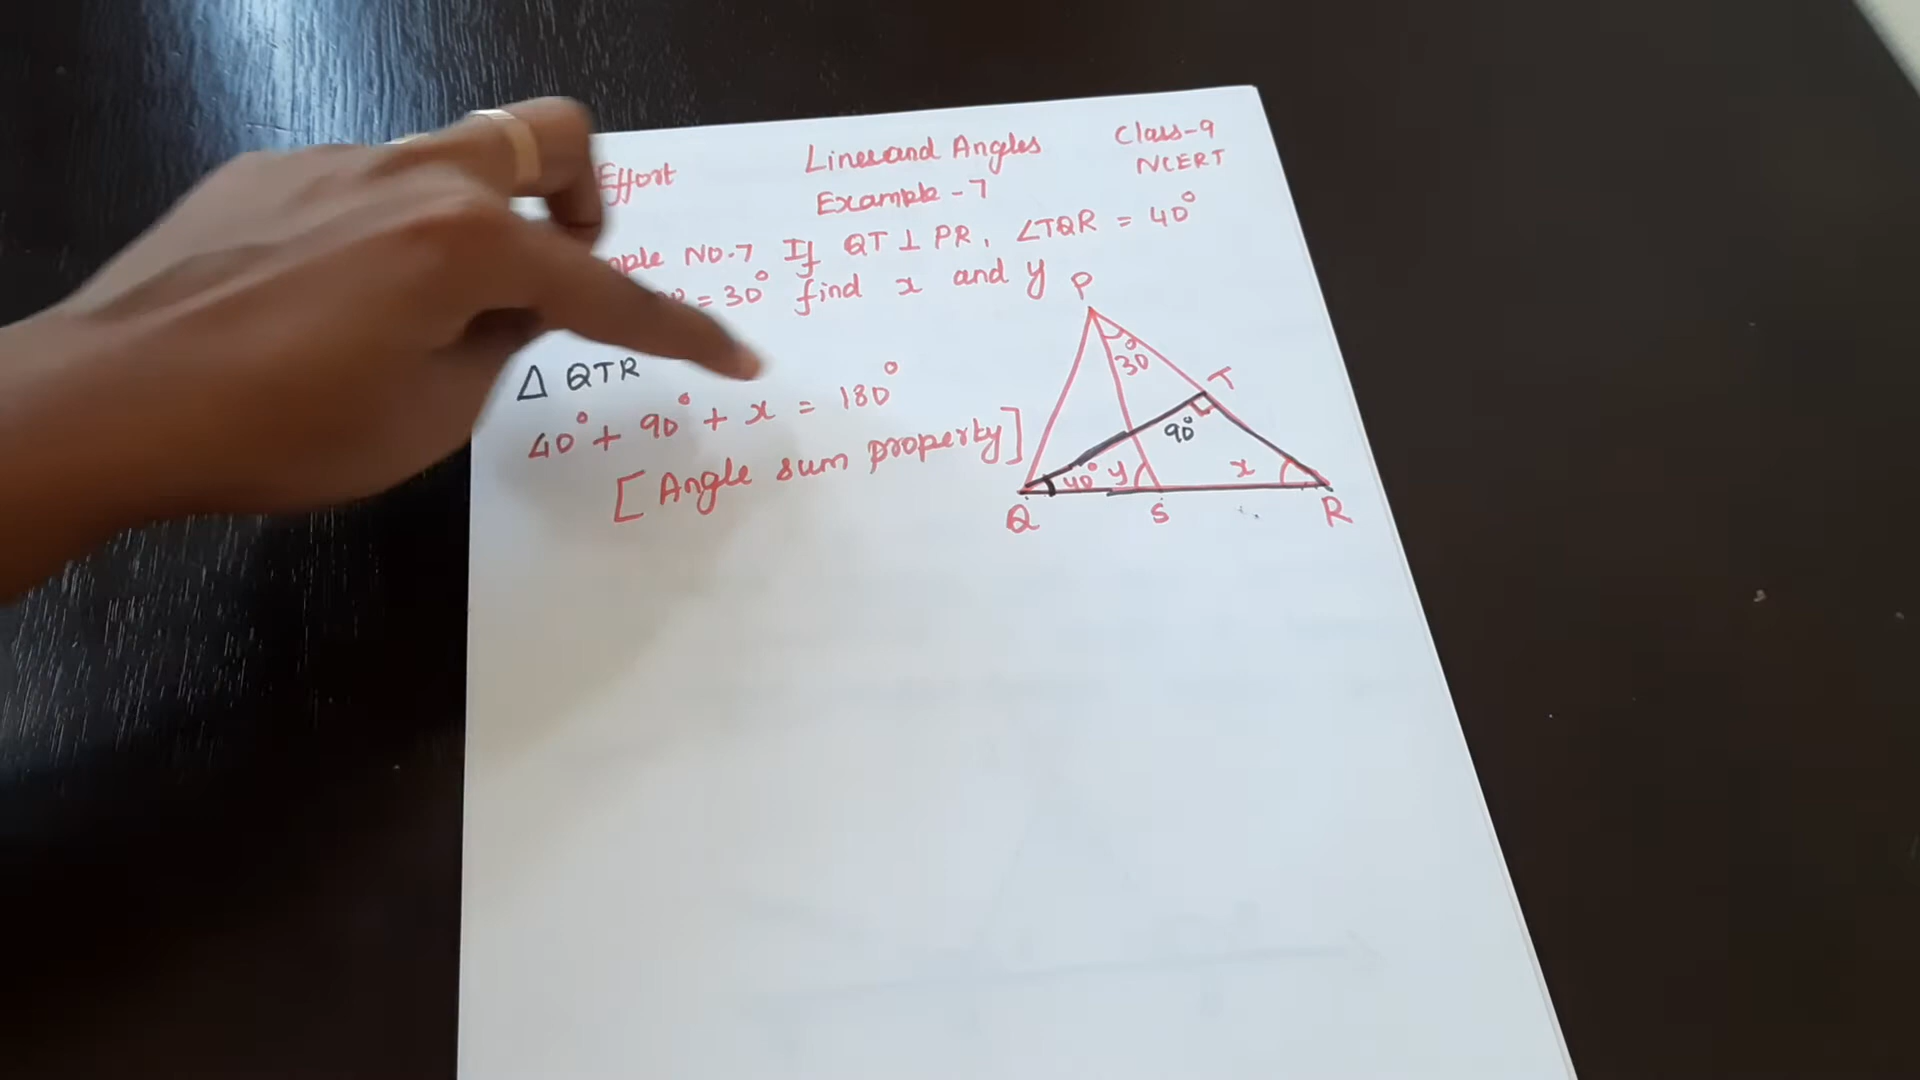 Effort
Lines and Angles
Class-9
NCERT
Example-7
No.7 If QT ⊥ PR, ∠TQR = 40°
= 30° find x and y
Δ QTR
40° + 90° + x = 180°
[Angle sum property]
P
30°
T
90°
40° y
x
Q
S
R